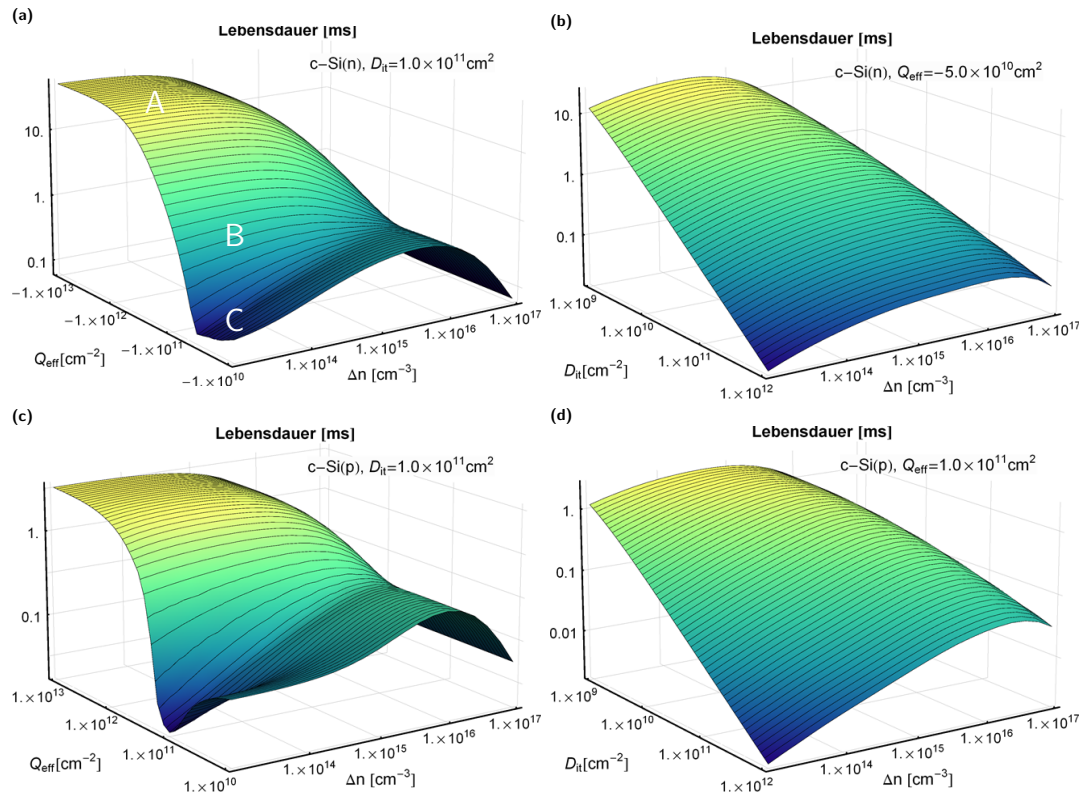 (a)
Lebensdauer [ms]
c−Si(n), Dit=1.0×10¹¹cm²
A
B
C
10.
1.
0.1
−1.×10¹³
−1.×10¹²
−1.×10¹¹
−1.×10¹⁰
Qeff[cm⁻²]
1.×10¹⁴
1.×10¹⁵
1.×10¹⁶
1.×10¹⁷
Δn [cm⁻³]
(b)
Lebensdauer [ms]
c−Si(n), Qeff=−5.0×10¹⁰cm²
10.
1.
0.1
1.×10⁹
1.×10¹⁰
1.×10¹¹
1.×10¹²
Dit[cm⁻²]
1.×10¹⁴
1.×10¹⁵
1.×10¹⁶
1.×10¹⁷
Δn [cm⁻³]
(c)
Lebensdauer [ms]
c−Si(p), Dit=1.0×10¹¹cm²
1.
0.1
1.×10¹³
1.×10¹²
1.×10¹¹
1.×10¹⁰
Qeff[cm⁻²]
1.×10¹⁴
1.×10¹⁵
1.×10¹⁶
1.×10¹⁷
Δn [cm⁻³]
(d)
Lebensdauer [ms]
c−Si(p), Qeff=1.0×10¹¹cm²
1.
0.1
0.01
1.×10⁹
1.×10¹⁰
1.×10¹¹
1.×10¹²
Dit[cm⁻²]
1.×10¹⁴
1.×10¹⁵
1.×10¹⁶
1.×10¹⁷
Δn [cm⁻³]